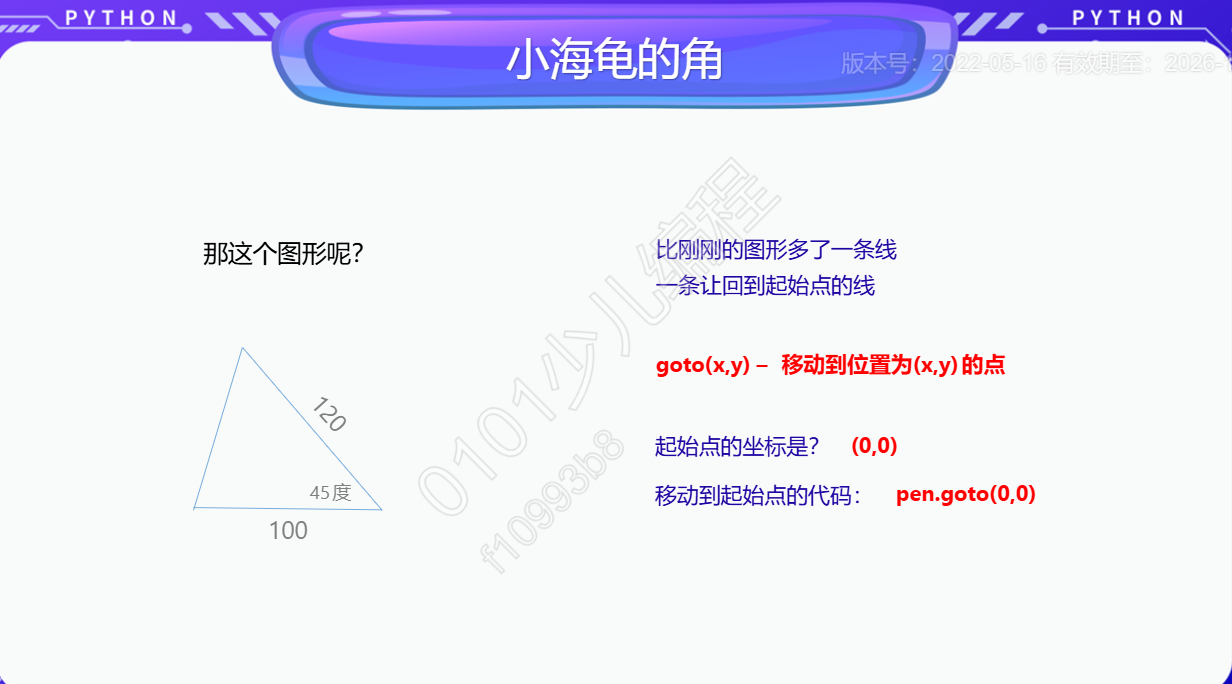 PYTHON
PYTHON
小海龟的角
版本号：2022-05-16 有效期至：2026-
那这个图形呢？
比刚刚的图形多了一条线
一条让回到起始点的线
goto(x,y) – 移动到位置为(x,y)的点
120
45度
100
起始点的坐标是？ (0,0)
移动到起始点的代码： pen.goto(0,0)
0101少儿编程
f10993b8